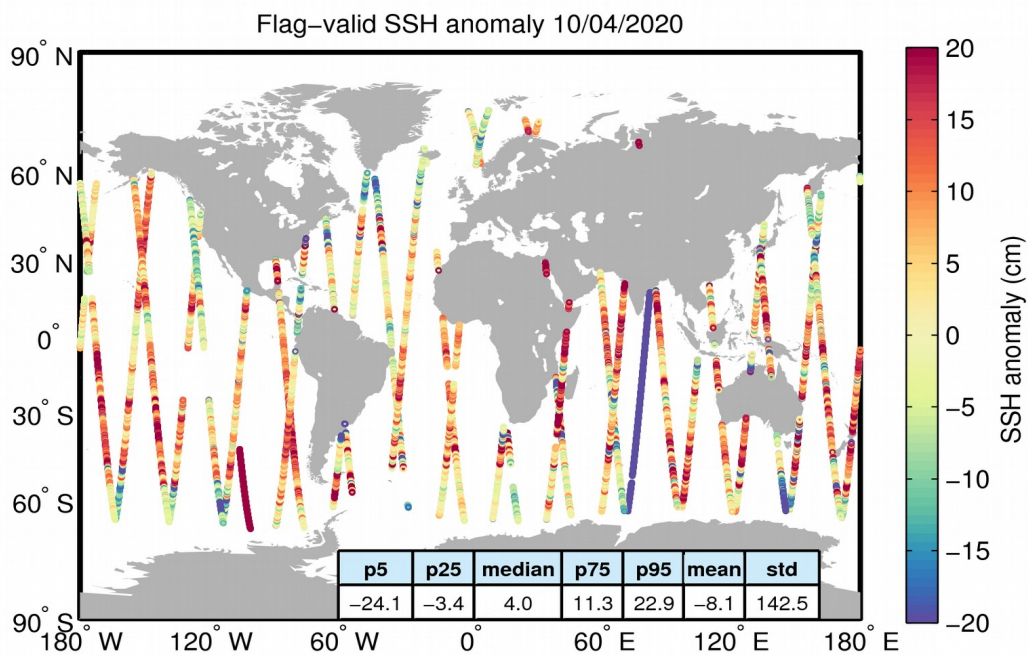 Flag−valid SSH anomaly 10/04/2020
90° N
60° N
30° N
0°
30° S
60° S
90° S
180° W
120° W
60° W
0°
60° E
120° E
180° E
p5 p25 median p75 p95 mean std
−24.1 −3.4 4.0 11.3 22.9 −8.1 142.5
20
15
10
5
0
−5
−10
−15
−20
SSH anomaly (cm)